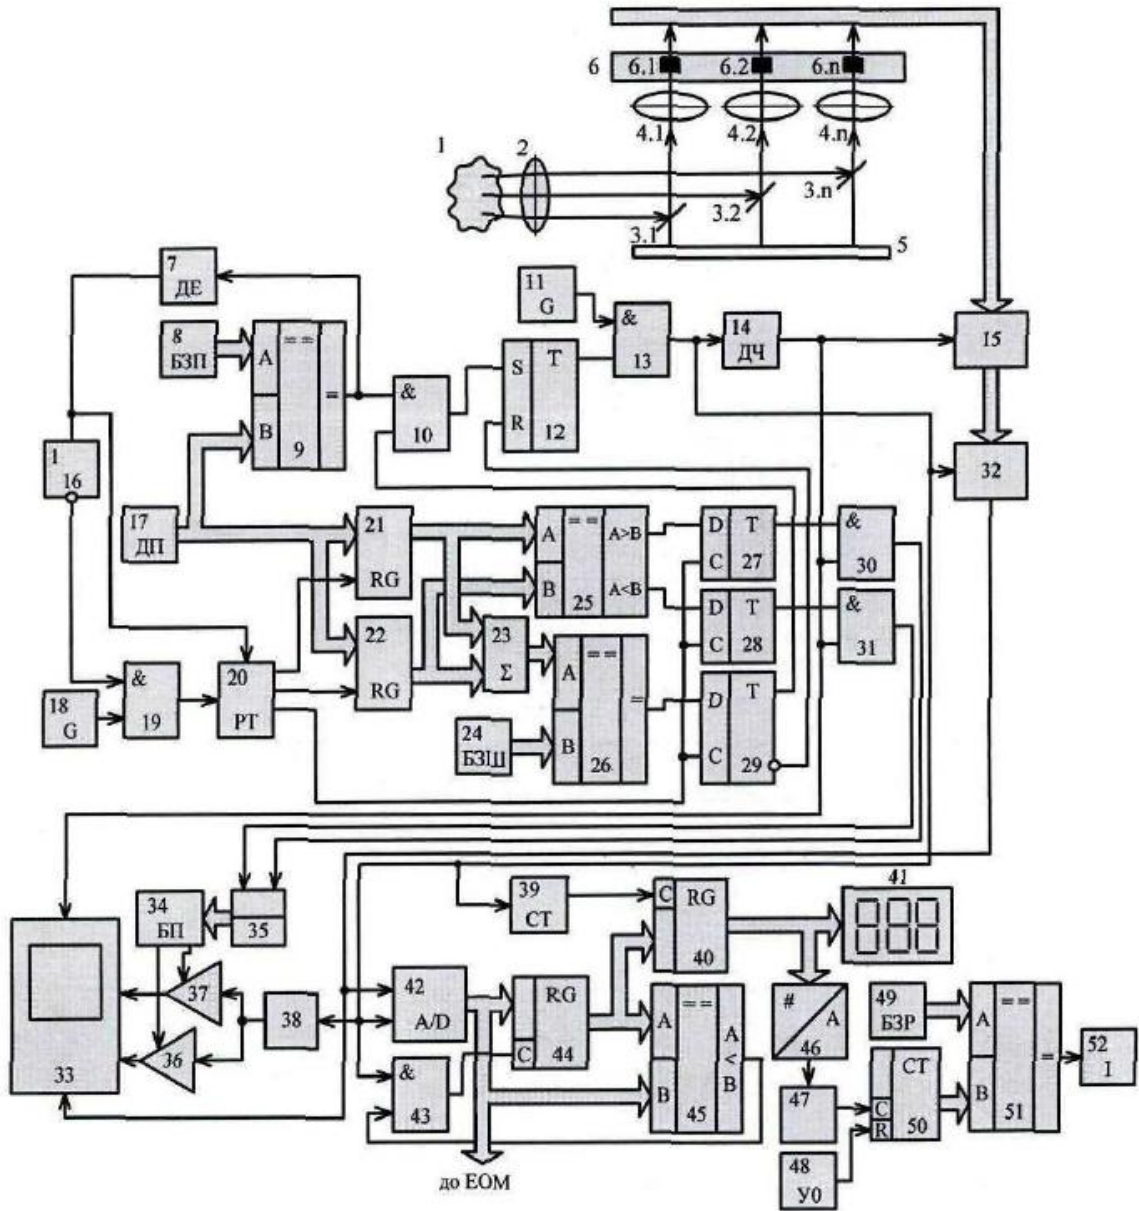 6
6.1
6.2
6.n
4.1
4.2
4.n
1
2
3.n
3.2
3.1
5
7
ДЕ
11
G
8
БЗП
A
= =
=
B
9
&
10
S
T
R
12
&
13
14
ДЧ
15
1
16
32
17
ДП
21
RG
A
= =
A>B
B
25
A<B
D
T
C
27
&
30
22
RG
23
Σ
D
T
C
28
&
31
18
G
&
19
20
РТ
24
БЗШ
A
= =
=
B
26
D
T
C
29
34
БП
35
39
СТ
C
RG
40
41
33
37
36
38
42
A/D
RG
C
44
A
= =
A
<
B
B
45
&
43
#
A
46
47
48
У0
49
БЗР
СТ
C
R
50
A
= =
=
B
51
52
I
до ЕОМ